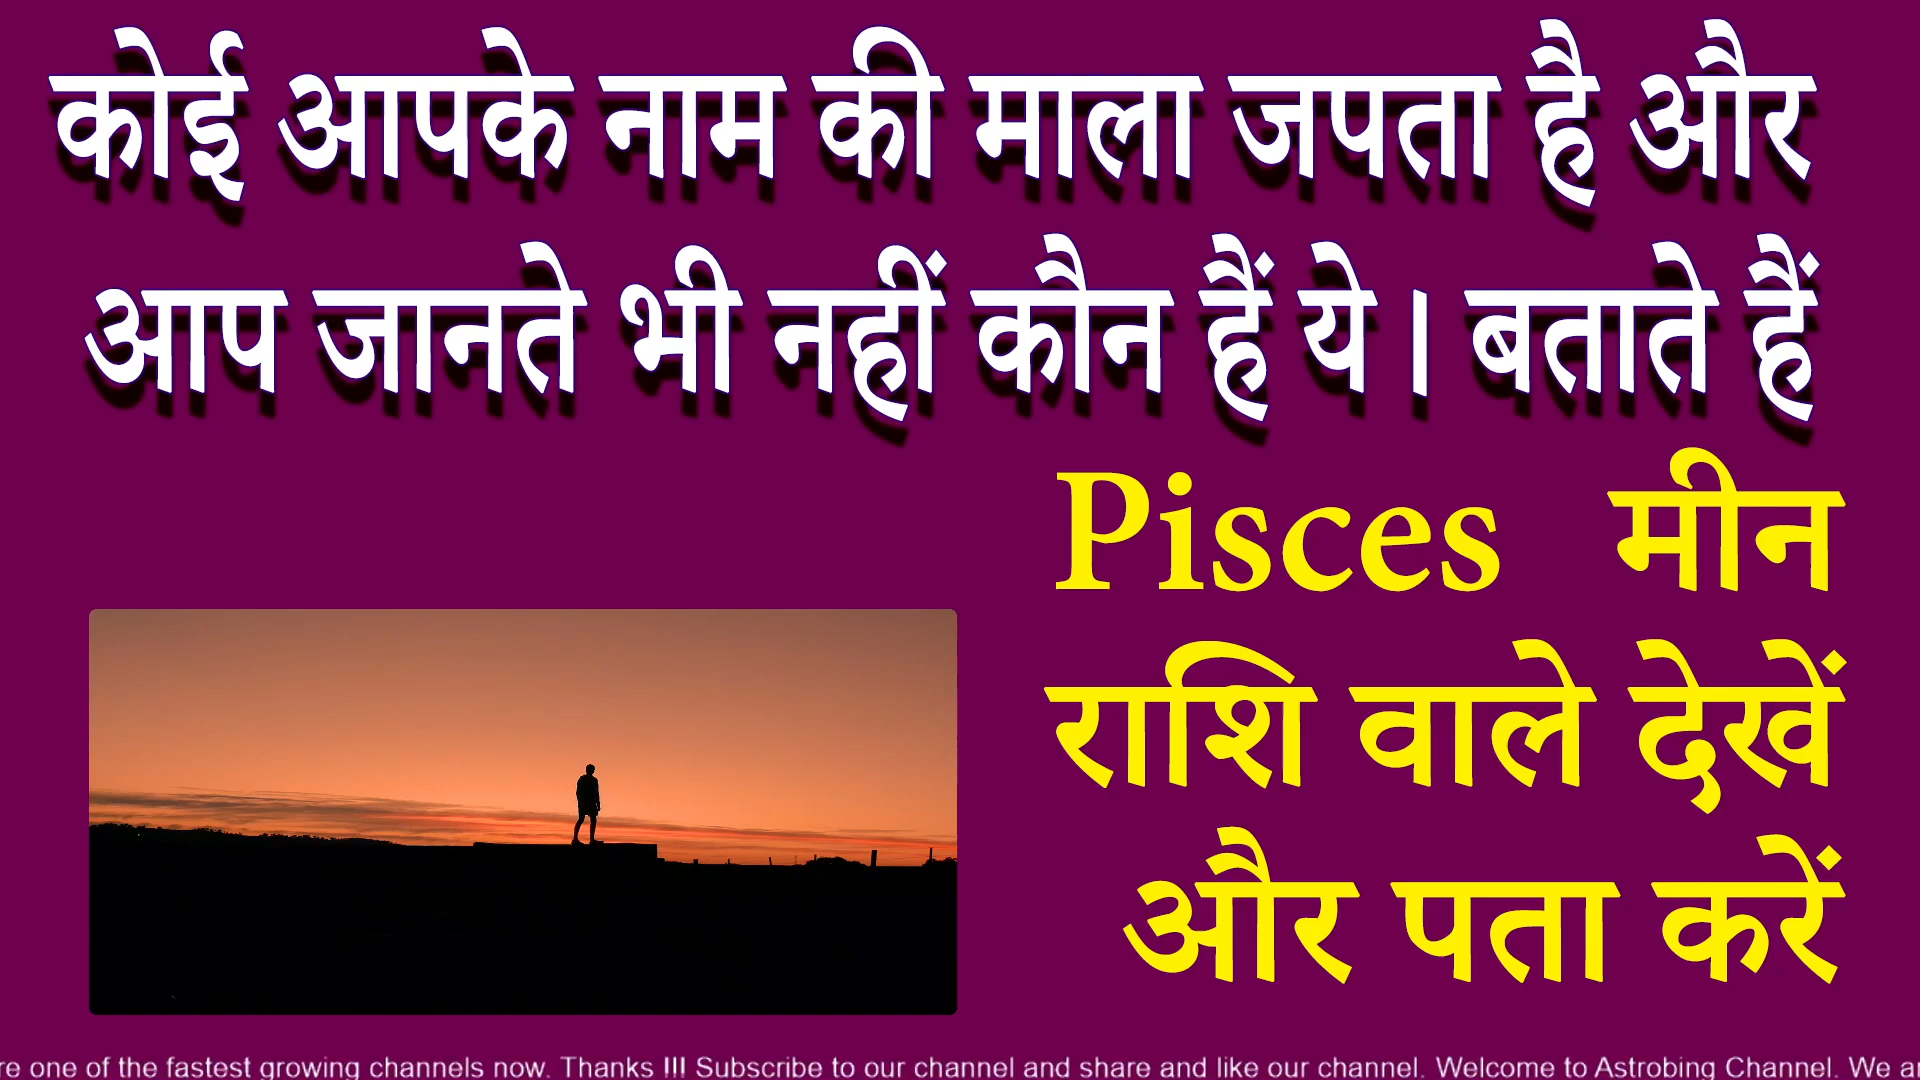 कोई आपके नाम की माला जपता है और
आप जानते भी नहीं कौन हैं ये । बताते हैं
Pisces मीन
राशि वाले देखें
और पता करें
re one of the fastest growing channels now. Thanks !!! Subscribe to our channel and share and like our channel. Welcome to Astrobing Channel. We ar